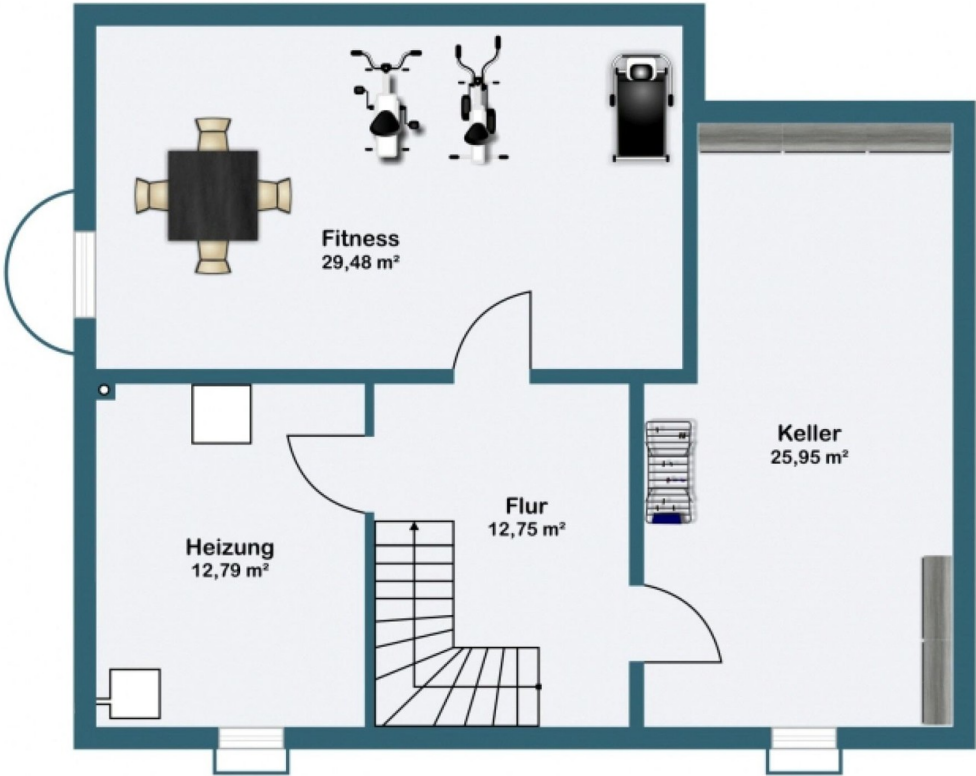 Fitness
29,48 m²
Keller
25,95 m²
Flur
12,75 m²
Heizung
12,79 m²